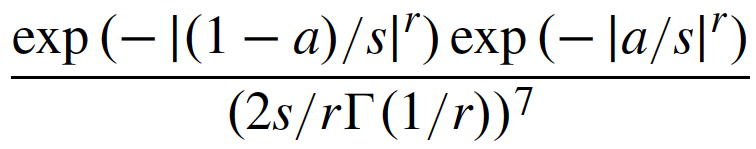 exp (− |(1 − a)/s|^r) exp (− |a/s|^r)
(2s/rΓ(1/r))^7